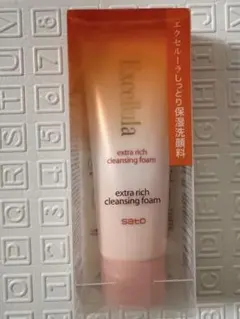 Excellula
extra rich
cleansing foam
extra rich
cleansing foam
sato
エクセルーラ しっとり保湿洗顔料